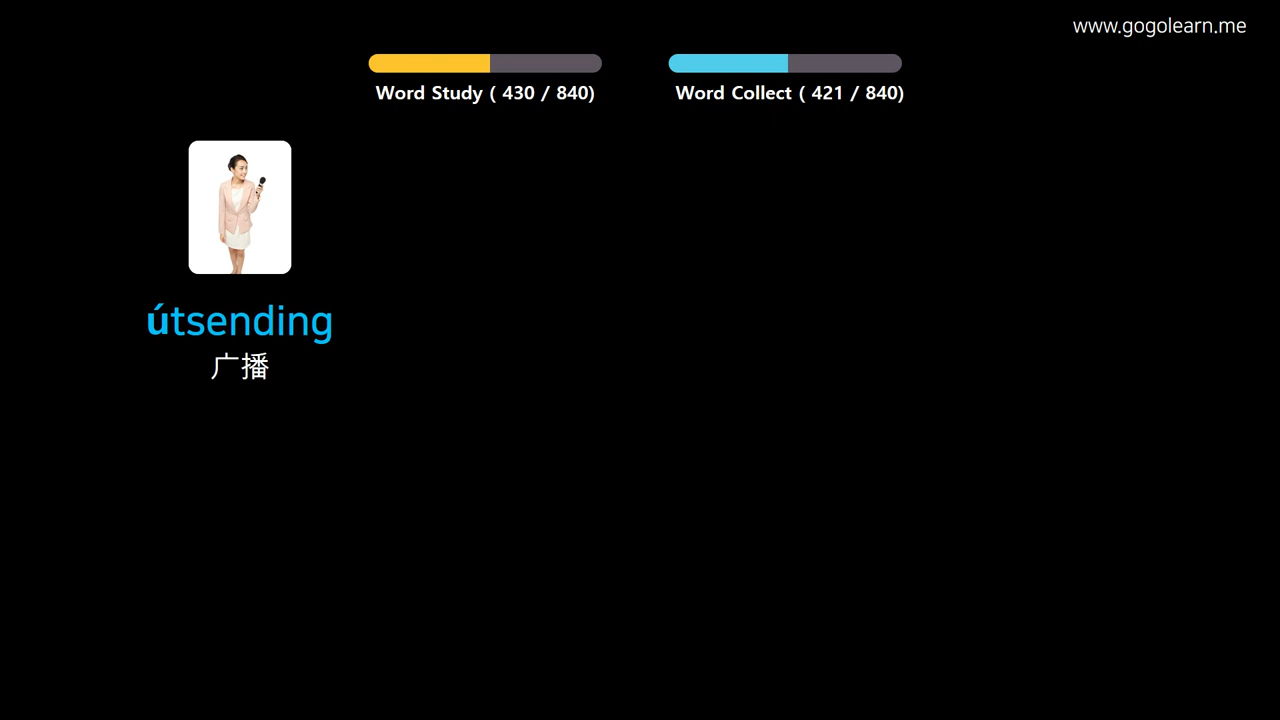 www.gogolearn.me
Word Study ( 430 / 840)
Word Collect ( 421 / 840)
útsending
广播